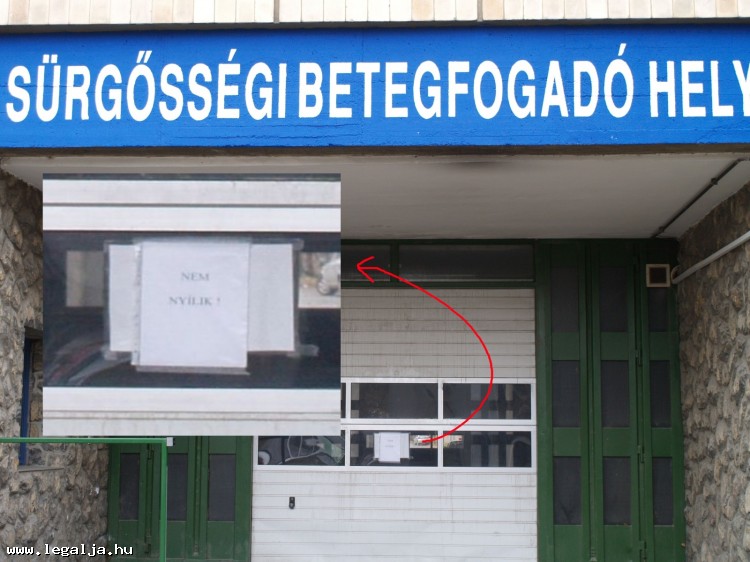 SÜRGŐSSÉGI BETEGFOGADÓ HELY
NEM
NYÍLIK !
www.legalja.hu